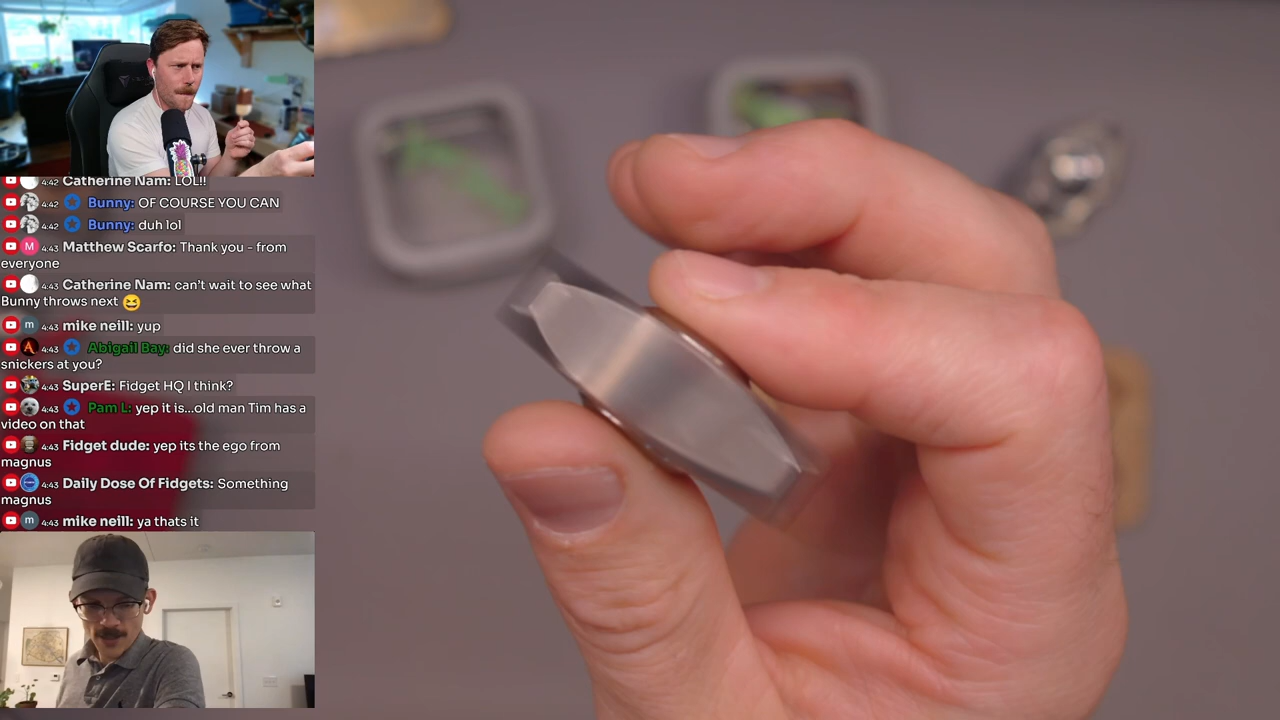 4:42 Catherine Nam: LOL!!
4:42 Bunny: OF COURSE YOU CAN
4:42 Bunny: duh lol
M 4:43 Matthew Scarfo: Thank you - from
everyone
4:43 Catherine Nam: can't wait to see what
Bunny throws next 😆
m 4:43 mike neill: yup
4:43 Abigail Bay: did she ever throw a
snickers at you?
4:43 SuperE: Fidget HQ I think?
4:43 Pam L: yep it is...old man Tim has a
video on that
4:43 Fidget dude: yep its the ego from
magnus
4:43 Daily Dose Of Fidgets: Something
magnus
m 4:43 mike neill: ya thats it